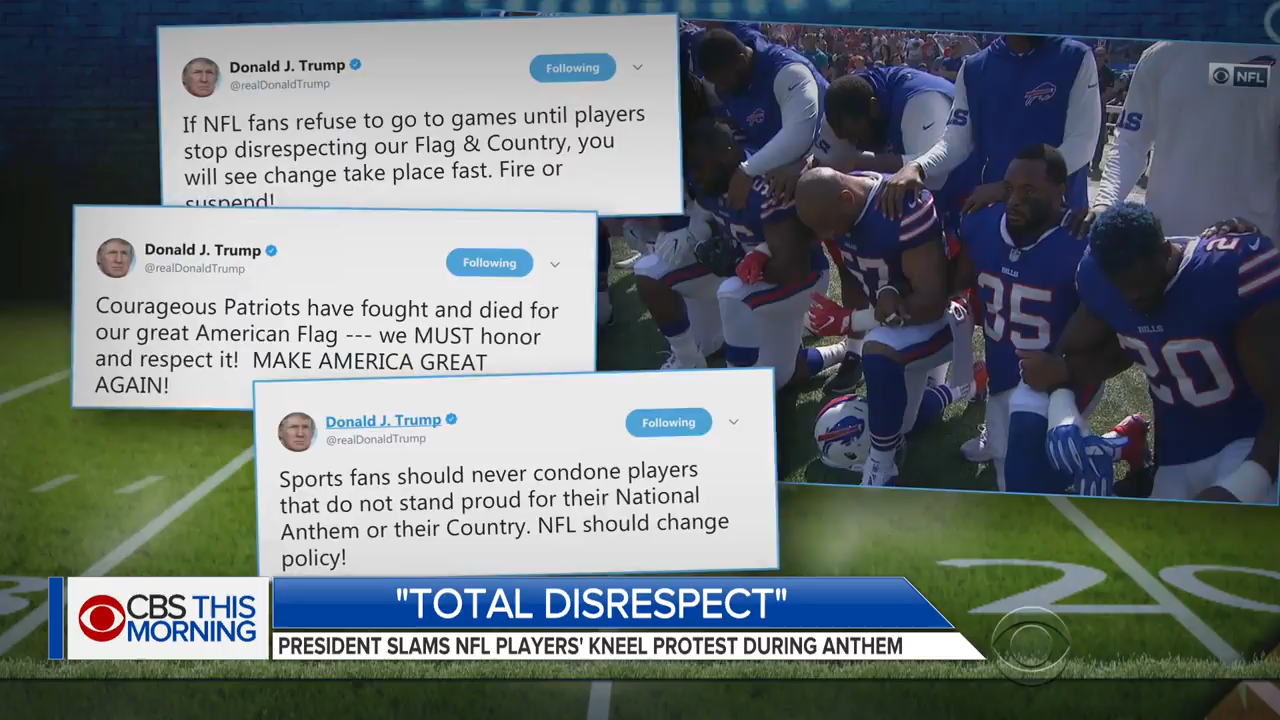 Donald J. Trump
@realDonaldTrump
Following
If NFL fans refuse to go to games until players
stop disrespecting our Flag & Country, you
will see change take place fast. Fire or
suspend!
Donald J. Trump
@realDonaldTrump
Following
Courageous Patriots have fought and died for
our great American Flag --- we MUST honor
and respect it!  MAKE AMERICA GREAT
AGAIN!
Donald J. Trump
@realDonaldTrump
Following
Sports fans should never condone players
that do not stand proud for their National
Anthem or their Country. NFL should change
policy!
NFL
BILLS
35
BILLS
20
2
57
20
CBS THIS
MORNING
"TOTAL DISRESPECT"
PRESIDENT SLAMS NFL PLAYERS' KNEEL PROTEST DURING ANTHEM